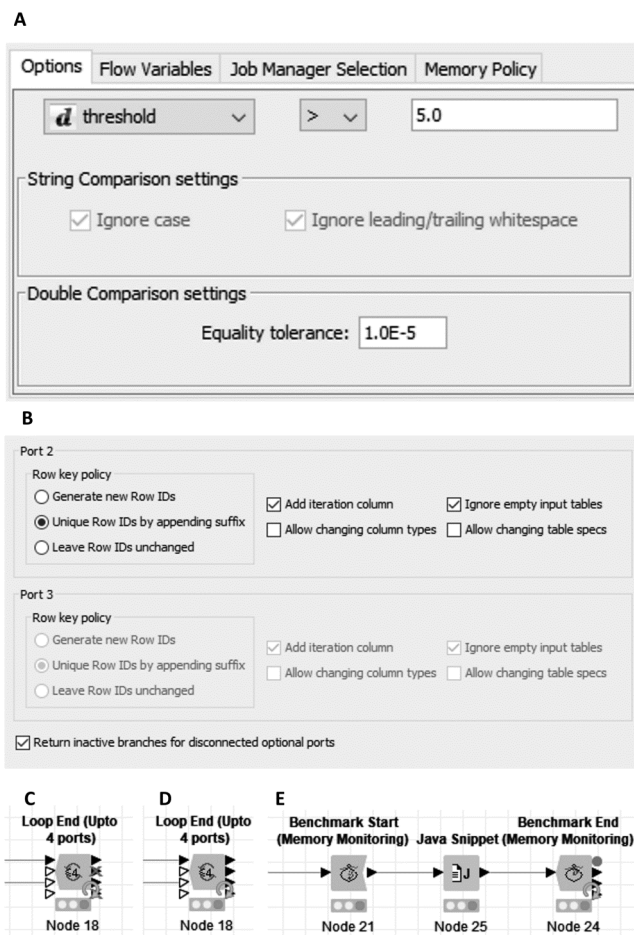 A
Options Flow Variables Job Manager Selection Memory Policy
d threshold > 5.0
String Comparison settings
Ignore case Ignore leading/trailing whitespace
Double Comparison settings
Equality tolerance: 1.0E-5
B
Port 2
Row key policy
Generate new Row IDs
Add iteration column Ignore empty input tables
Unique Row IDs by appending suffix
Allow changing column types Allow changing table specs
Leave Row IDs unchanged
Port 3
Row key policy
Generate new Row IDs
Add iteration column Ignore empty input tables
Unique Row IDs by appending suffix
Allow changing column types Allow changing table specs
Leave Row IDs unchanged
Return inactive branches for disconnected optional ports
C
Loop End (Upto
4 ports)
4
Node 18
D
Loop End (Upto
4 ports)
4
Node 18
E
Benchmark Start
(Memory Monitoring)
Node 21
Java Snippet
J
Node 25
Benchmark End
(Memory Monitoring)
Node 24